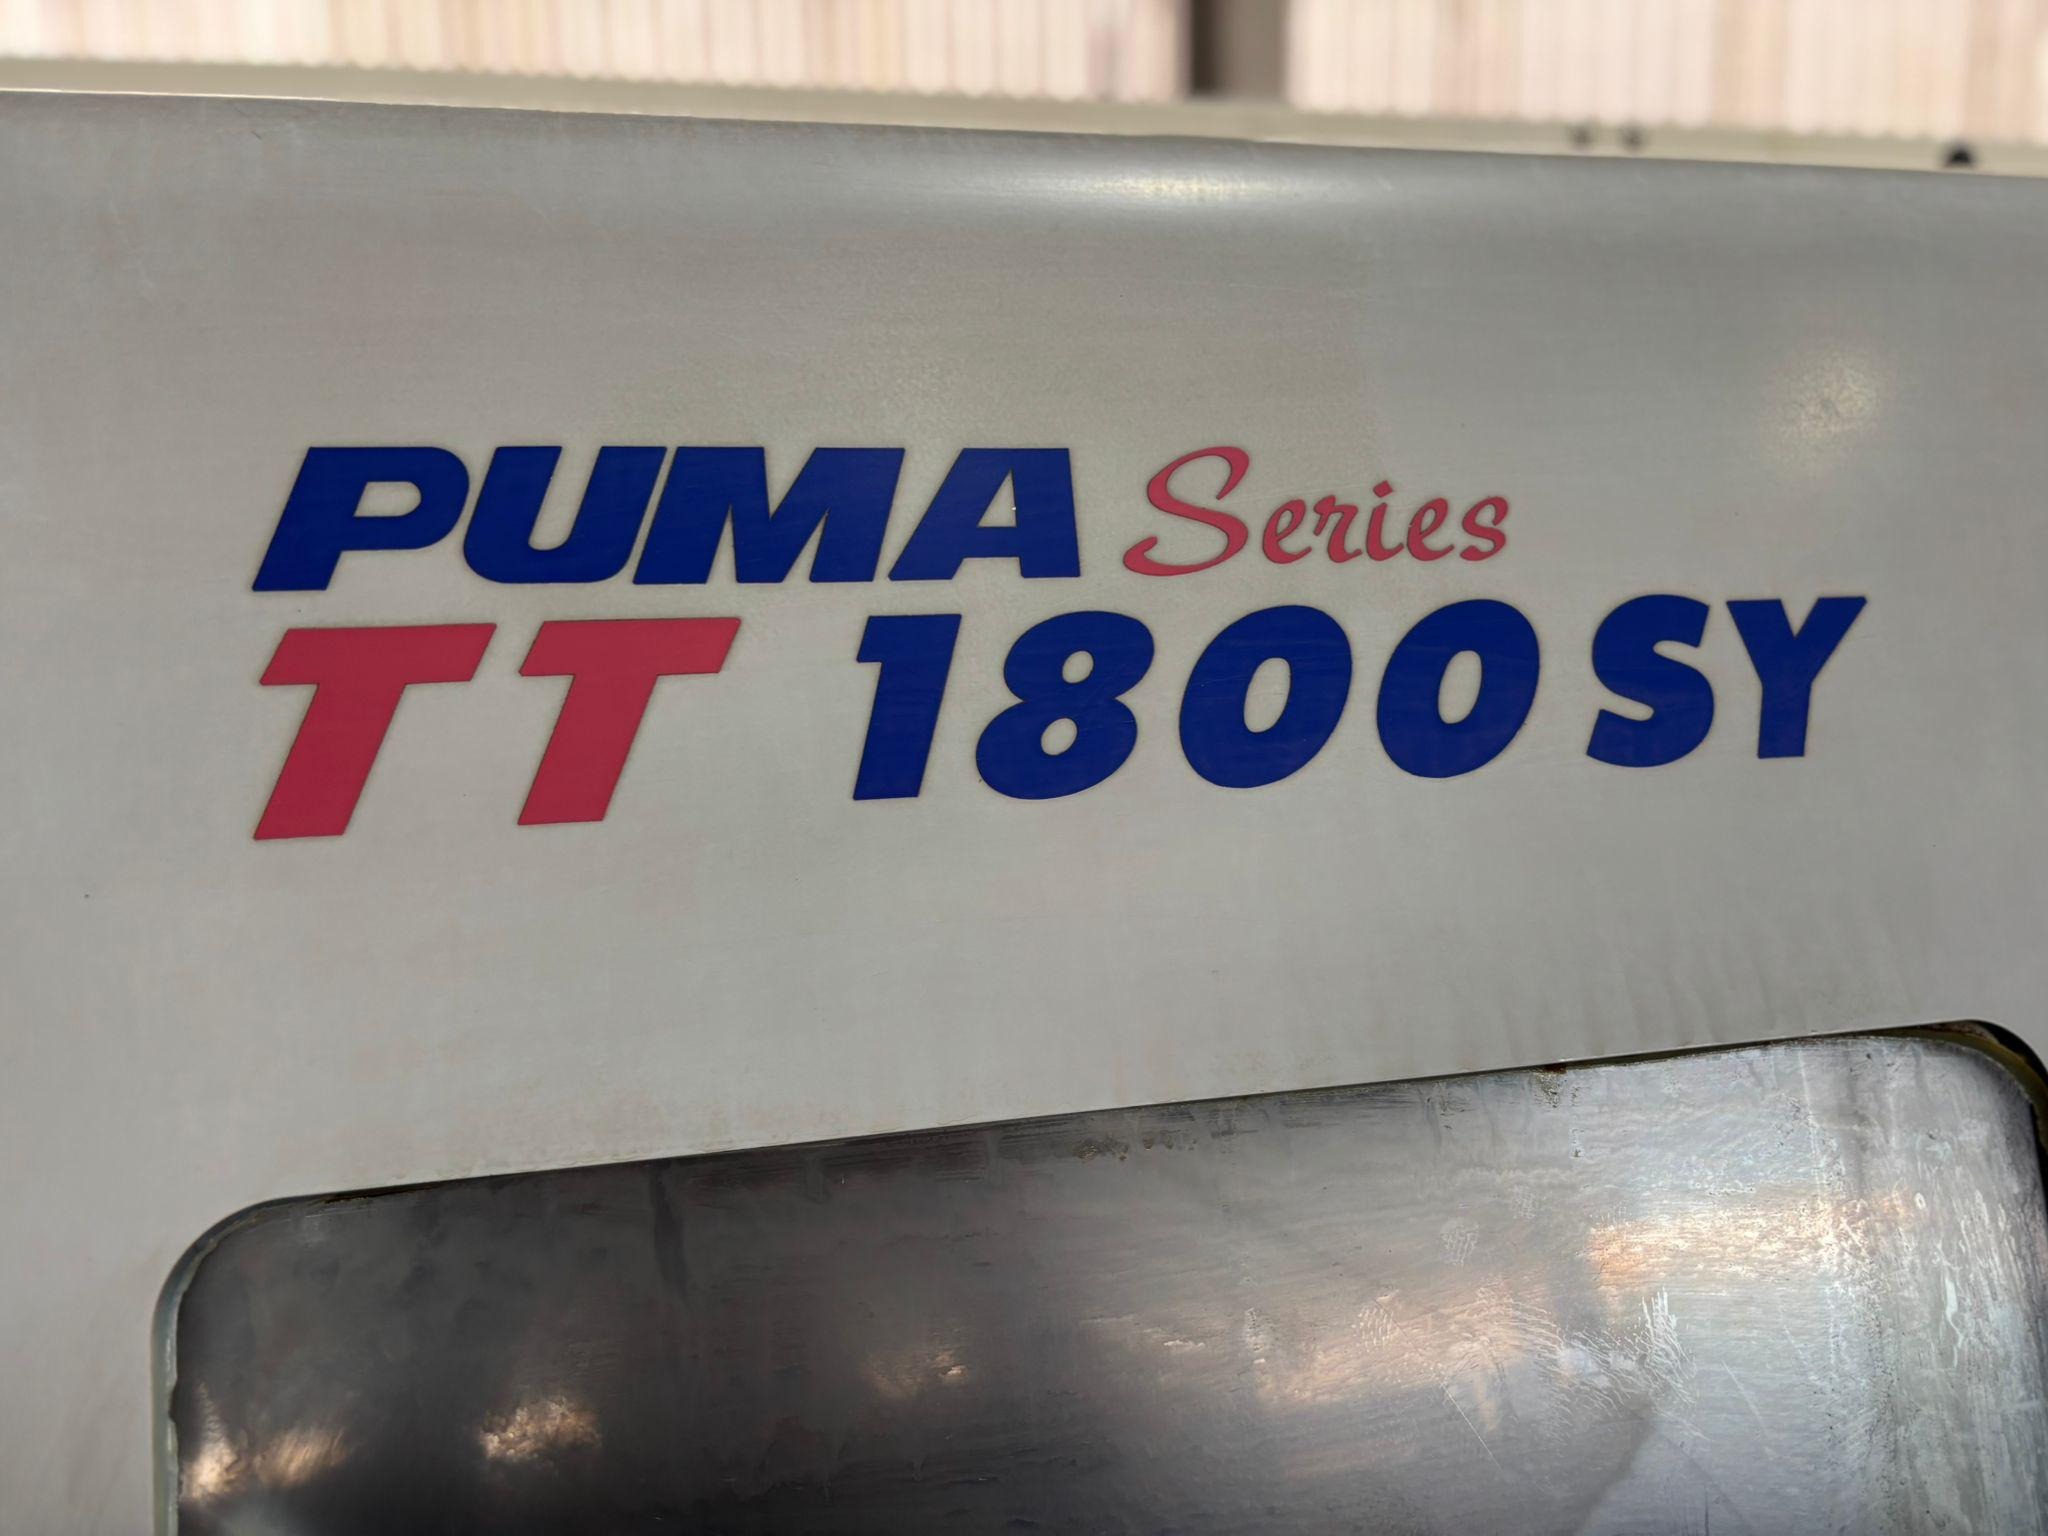 PUMA Series
TT 1800SY